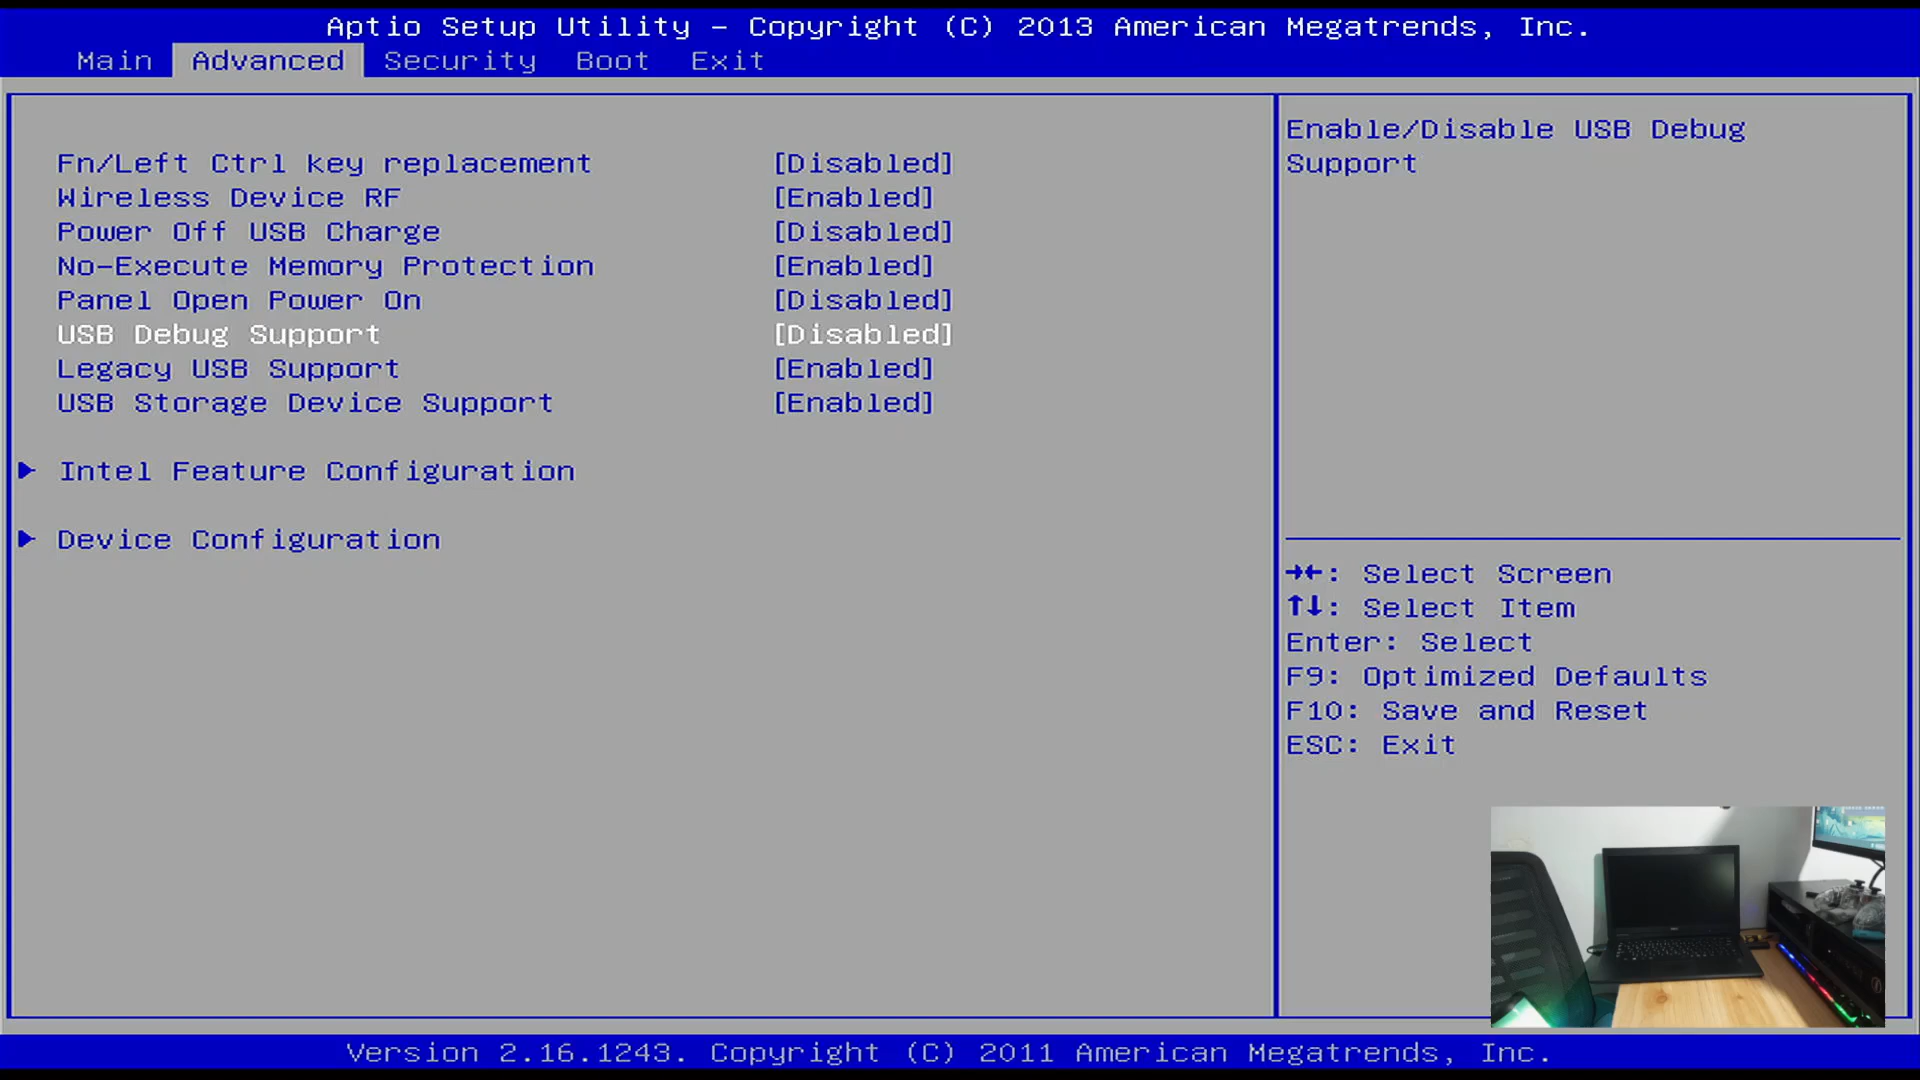 Aptio Setup Utility – Copyright (C) 2013 American Megatrends, Inc.
Main Advanced Security Boot Exit
Fn/Left Ctrl key replacement [Disabled]
Wireless Device RF [Enabled]
Power Off USB Charge [Disabled]
No-Execute Memory Protection [Enabled]
Panel Open Power On [Disabled]
USB Debug Support [Disabled]
Legacy USB Support [Enabled]
USB Storage Device Support [Enabled]
► Intel Feature Configuration
► Device Configuration
Enable/Disable USB Debug
Support
→←: Select Screen
↑↓: Select Item
Enter: Select
F9: Optimized Defaults
F10: Save and Reset
ESC: Exit
Version 2.16.1243. Copyright (C) 2011 American Megatrends, Inc.